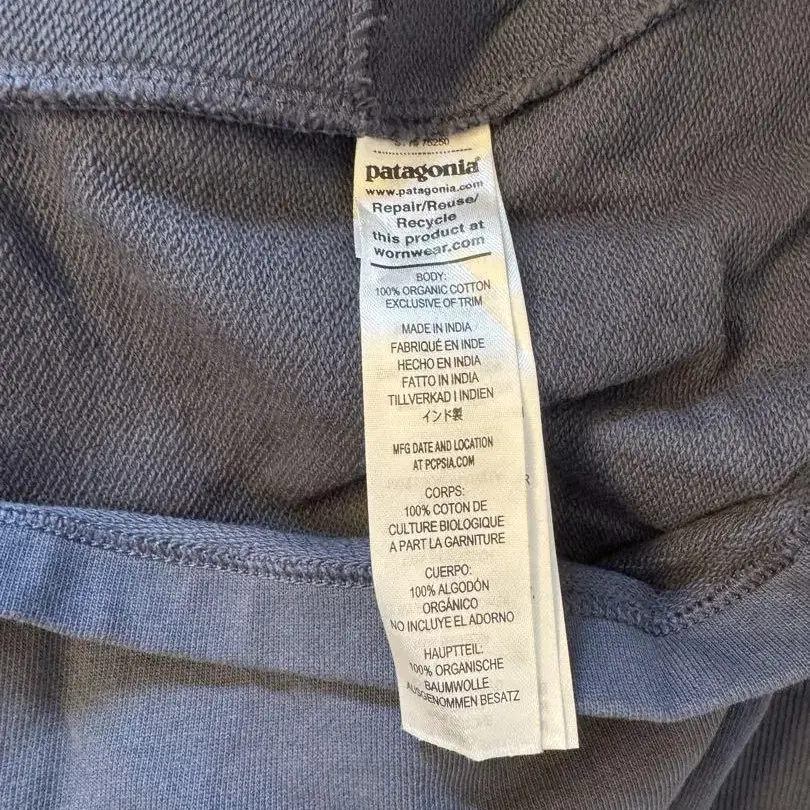 patagonia®
www.patagonia.com
Repair/Reuse/
Recycle
this product at
wornwear.com
BODY:
100% ORGANIC COTTON
EXCLUSIVE OF TRIM
MADE IN INDIA
FABRIQUÉ EN INDE
HECHO EN INDIA
FATTO IN INDIA
TILLVERKAD I INDIEN
インド製
MFG DATE AND LOCATION
AT PCPSIA.COM
CORPS:
100% COTON DE
CULTURE BIOLOGIQUE
A PART LA GARNITURE
CUERPO:
100% ALGODÓN
ORGÁNICO
NO INCLUYE EL ADORNO
HAUPTTEIL:
100% ORGANISCHE
BAUMWOLLE
AUSGENOMMEN BESATZ